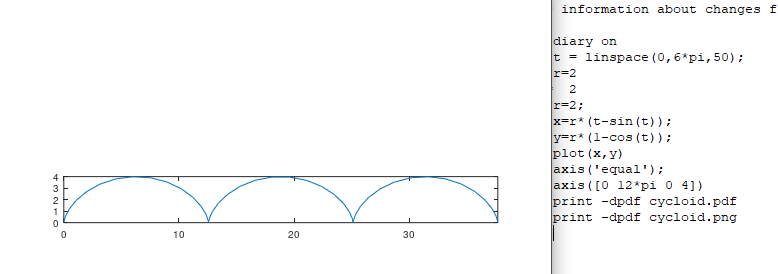 information about changes f
diary on
t = linspace(0,6*pi,50);
r=2
2
r=2;
x=r*(t-sin(t));
y=r*(1-cos(t));
plot(x,y)
axis('equal');
axis([0 12*pi 0 4])
print -dpdf cycloid.pdf
print -dpdf cycloid.png
4
3
2
1
0
0 10 20 30